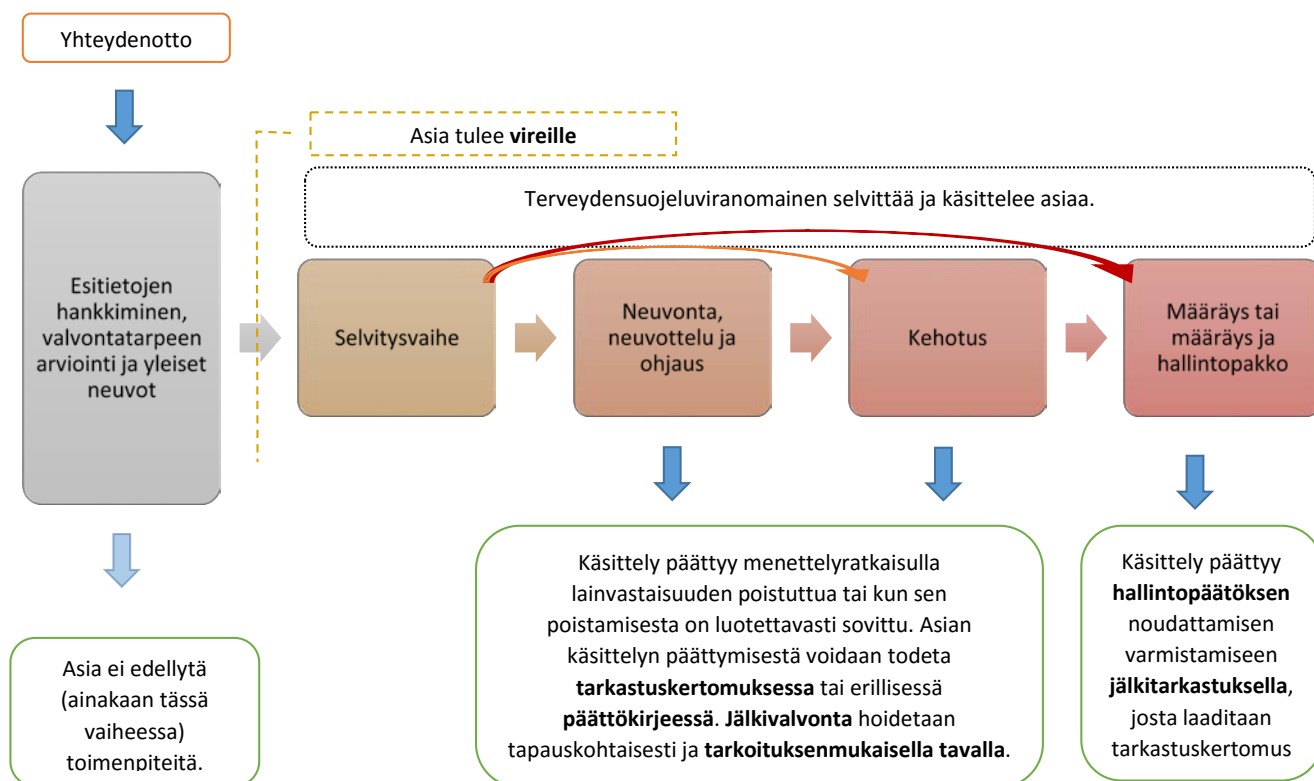 Yhteydenotto
Asia tulee vireille
Terveydensuojeluviranomainen selvittää ja käsittelee asiaa.
Esitietojen
hankkiminen,
valvontatarpeen
arviointi ja yleiset
neuvot
Selvitysvaihe
Neuvonta,
neuvottelu ja
ohjaus
Kehotus
Määräys tai
määräys ja
hallintopakko
Asia ei edellytä
(ainakaan tässä
vaiheessa)
toimenpiteitä.
Käsittely päättyy menettelyratkaisulla
lainvastaisuuden poistuttua tai kun sen
poistamisesta on luotettavasti sovittu. Asian
käsittelyn päättymisestä voidaan todeta
tarkastuskertomuksessa tai erillisessä
päättökirjeessä. Jälkivalvonta hoidetaan
tapauskohtaisesti ja tarkoituksenmukaisella tavalla.
Käsittely päättyy
hallintopäätöksen
noudattamisen
varmistamiseen
jälkitarkastuksella,
josta laaditaan
tarkastuskertomus